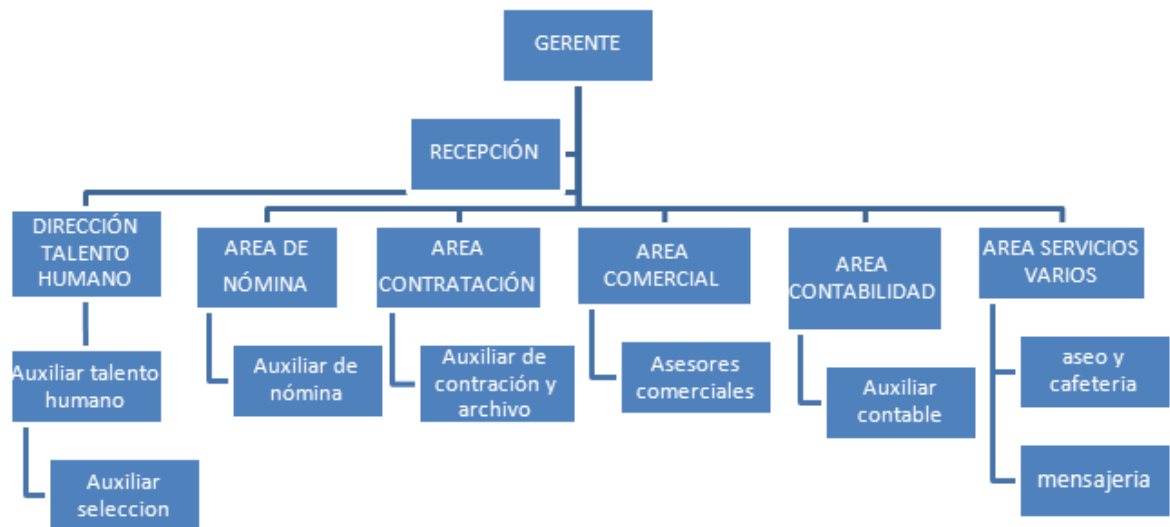 GERENTE
RECEPCIÓN
DIRECCIÓN
TALENTO
HUMANO
AREA DE
NÓMINA
AREA
CONTRATACIÓN
AREA
COMERCIAL
AREA
CONTABILIDAD
AREA SERVICIOS
VARIOS
Auxiliar talento
humano
Auxiliar de
nómina
Auxiliar de
contración y
archivo
Asesores
comerciales
Auxiliar
contable
aseo y
cafeteria
Auxiliar
seleccion
mensajeria